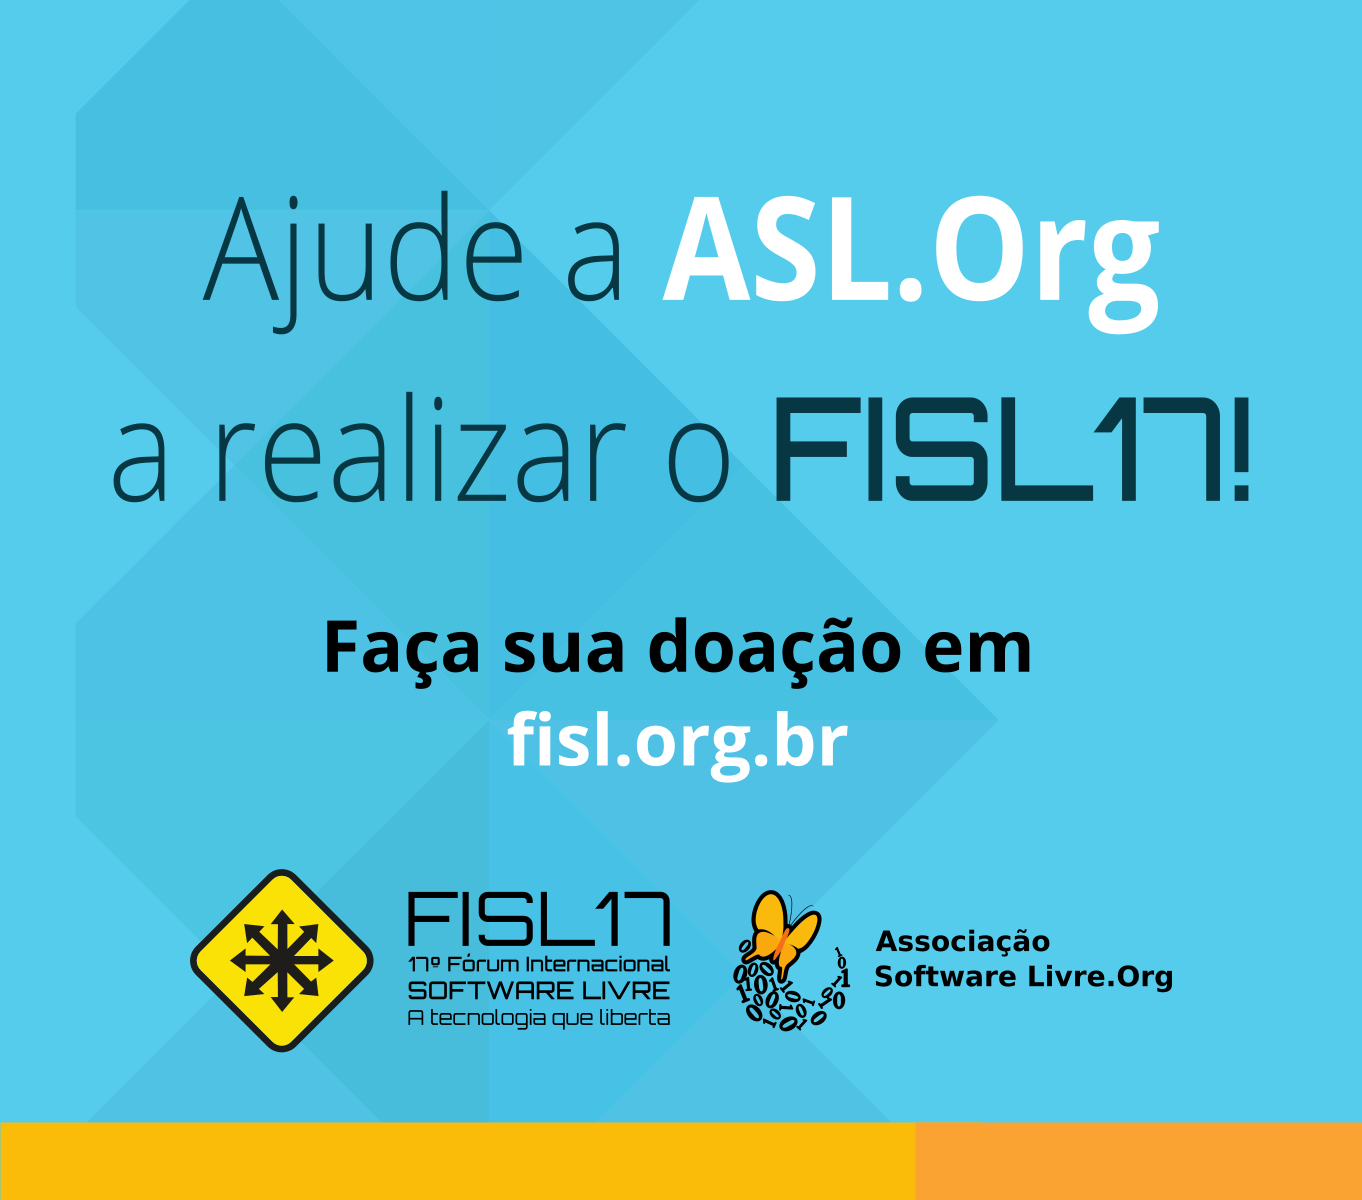 Ajude a ASL.Org
a realizar o FISL17!
Faça sua doação em
fisl.org.br
FISL17
17º Fórum Internacional
SOFTWARE LIVRE
A tecnologia que liberta
Associação
Software Livre.Org